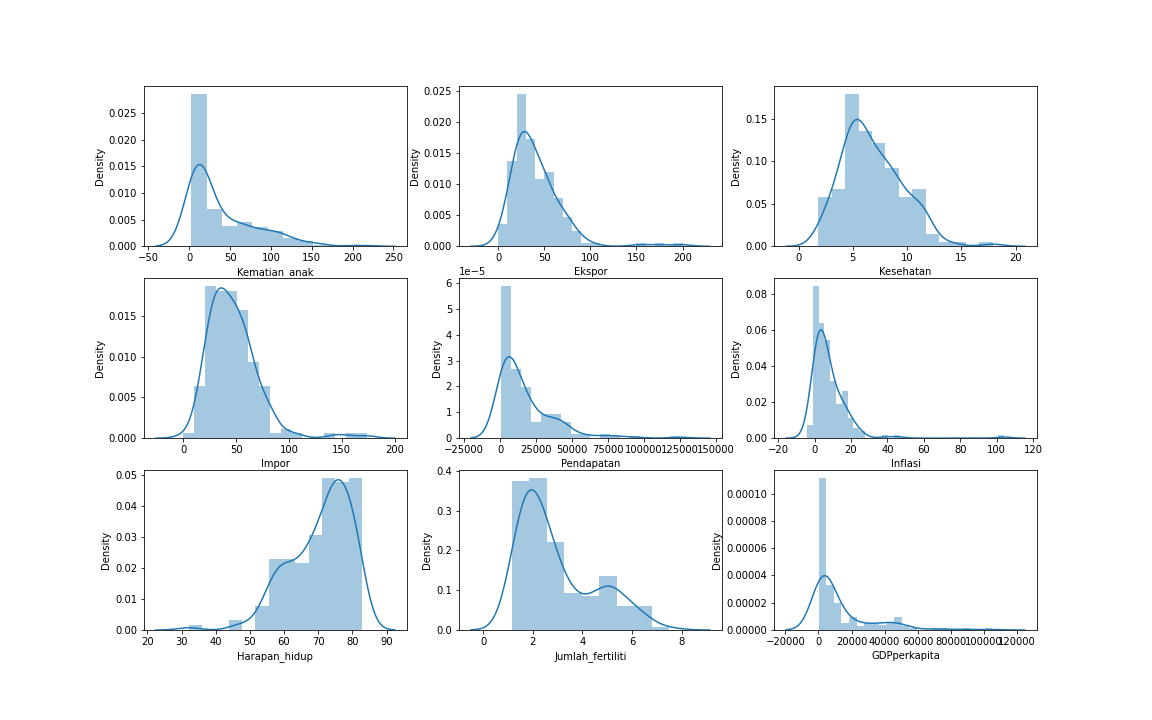 0.025
0.020
0.015
0.010
0.005
0.000
Density
−50 0 50 100 150 200 250
Kematian_anak
0.025
0.020
0.015
0.010
0.005
0.000
Density
0 50 100 150 200
Ekspor
0.15
0.10
0.05
0.00
Density
0 5 10 15 20
Kesehatan
0.015
0.010
0.005
0.000
Density
0 50 100 150 200
Impor
1e−5
6
5
4
3
2
1
0
Density
−25000 0 25000 50000 75000 100000 125000 150000
Pendapatan
0.08
0.06
0.04
0.02
0.00
Density
−20 0 20 40 60 80 100 120
Inflasi
0.05
0.04
0.03
0.02
0.01
0.00
Density
20 30 40 50 60 70 80 90
Harapan_hidup
0.4
0.3
0.2
0.1
0.0
Density
0 2 4 6 8
Jumlah_fertiliti
0.00010
0.00008
0.00006
0.00004
0.00002
0.00000
Density
−20000 0 20000 40000 60000 80000 100000 120000
GDPperkapita